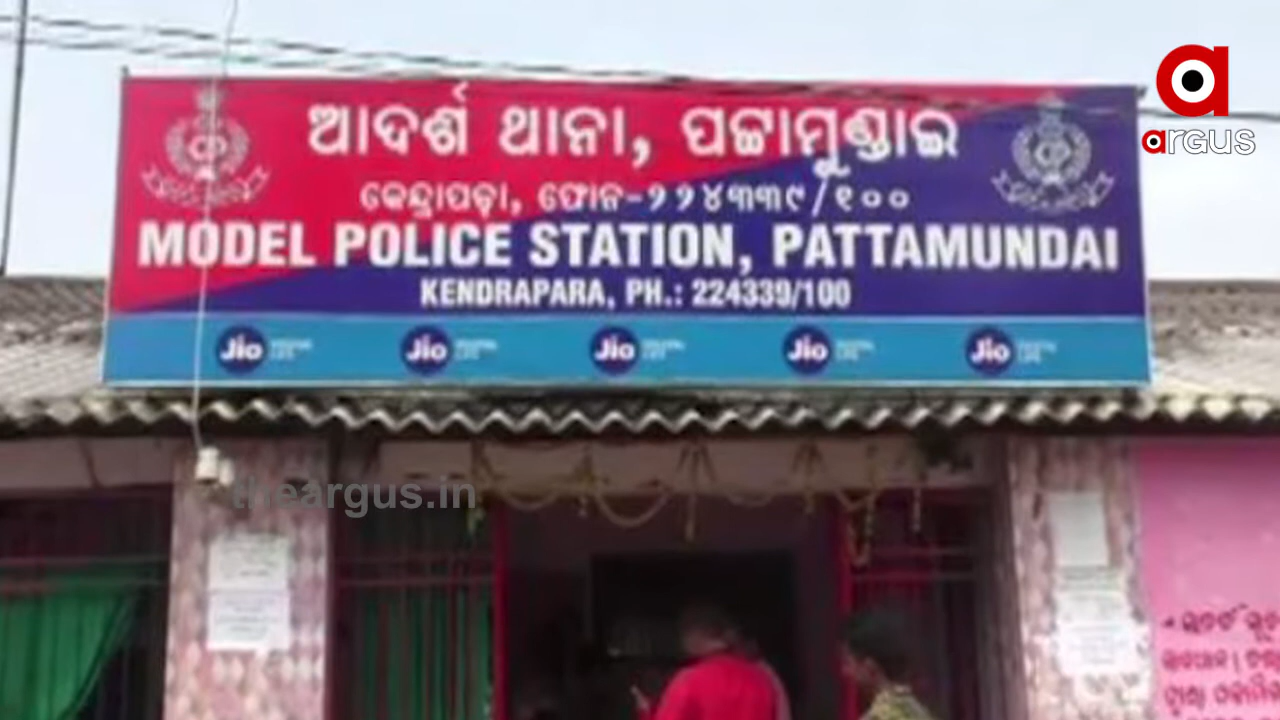 argus
ଆଦର୍ଶ ଥାନା, ପଟ୍ଟାମୁଣ୍ଡାଇ
କେନ୍ଦ୍ରାପଡ଼ା, ଫୋନ-୨୨୪୩୩୯/୧୦୦
MODEL POLICE STATION, PATTAMUNDAI
KENDRAPARA, PH.: 224339/100
Jio Jio Jio Jio Jio
theargus.in